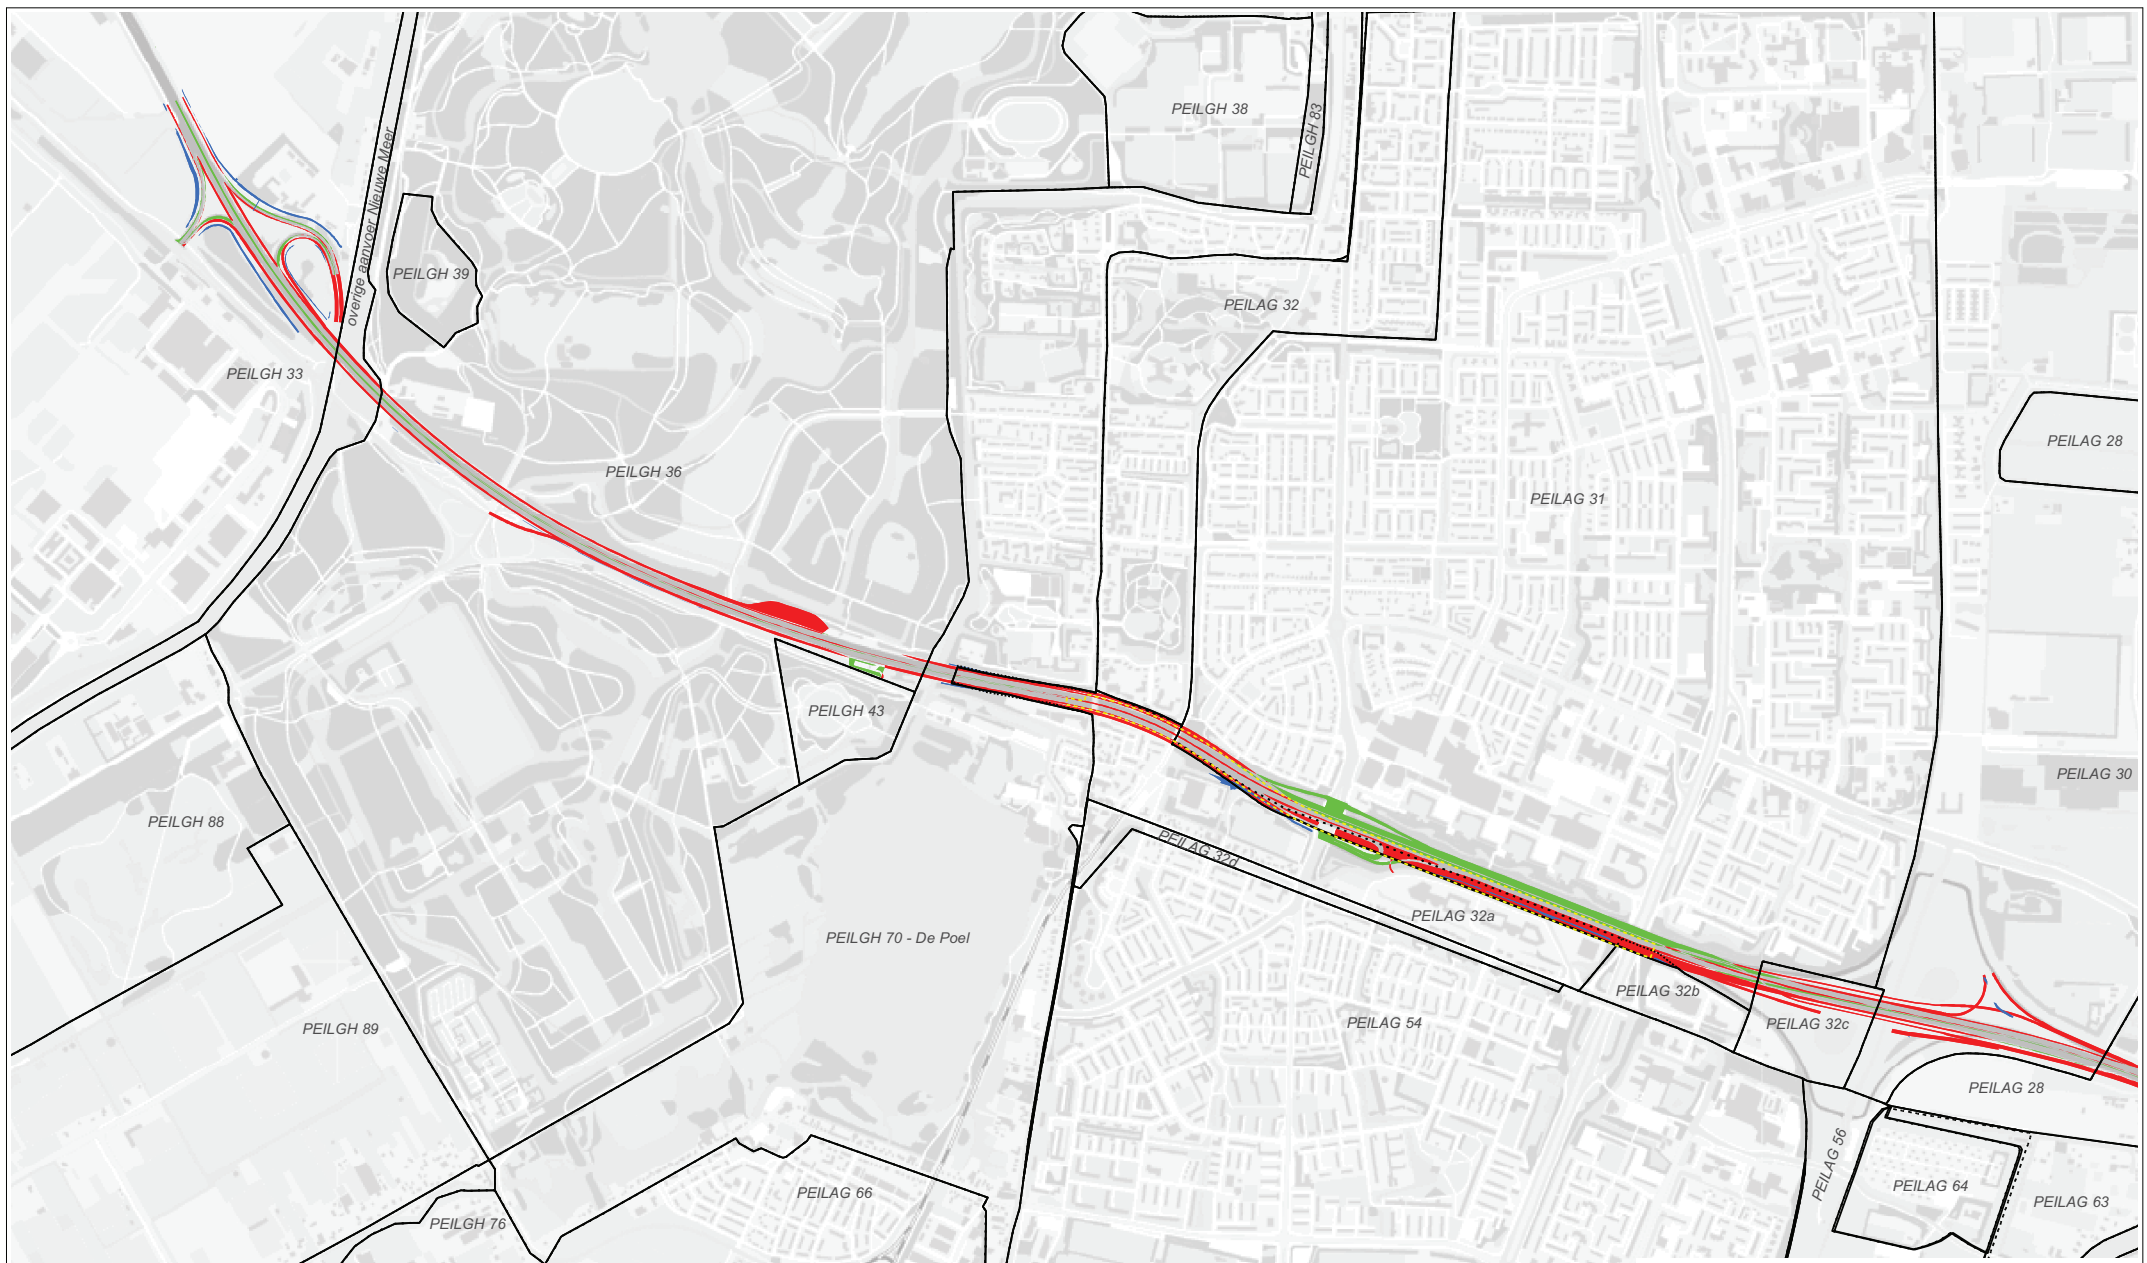 PEILGH 38
PEILGH 83
overige aanvoer Nieuwe Meer
PEILGH 39
PEILAG 32
PEILGH 33
PEILAG 28
PEILGH 36
PEILAG 31
PEILGH 43
PEILAG 30
PEILGH 88
PEILAG 32d
PEILAG 32a
PEILGH 70 - De Poel
PEILAG 32b
PEILGH 89
PEILAG 54
PEILAG 32c
PEILAG 28
PEILAG 56
PEILAG 66
PEILAG 64
PEILAG 63
PEILGH 76